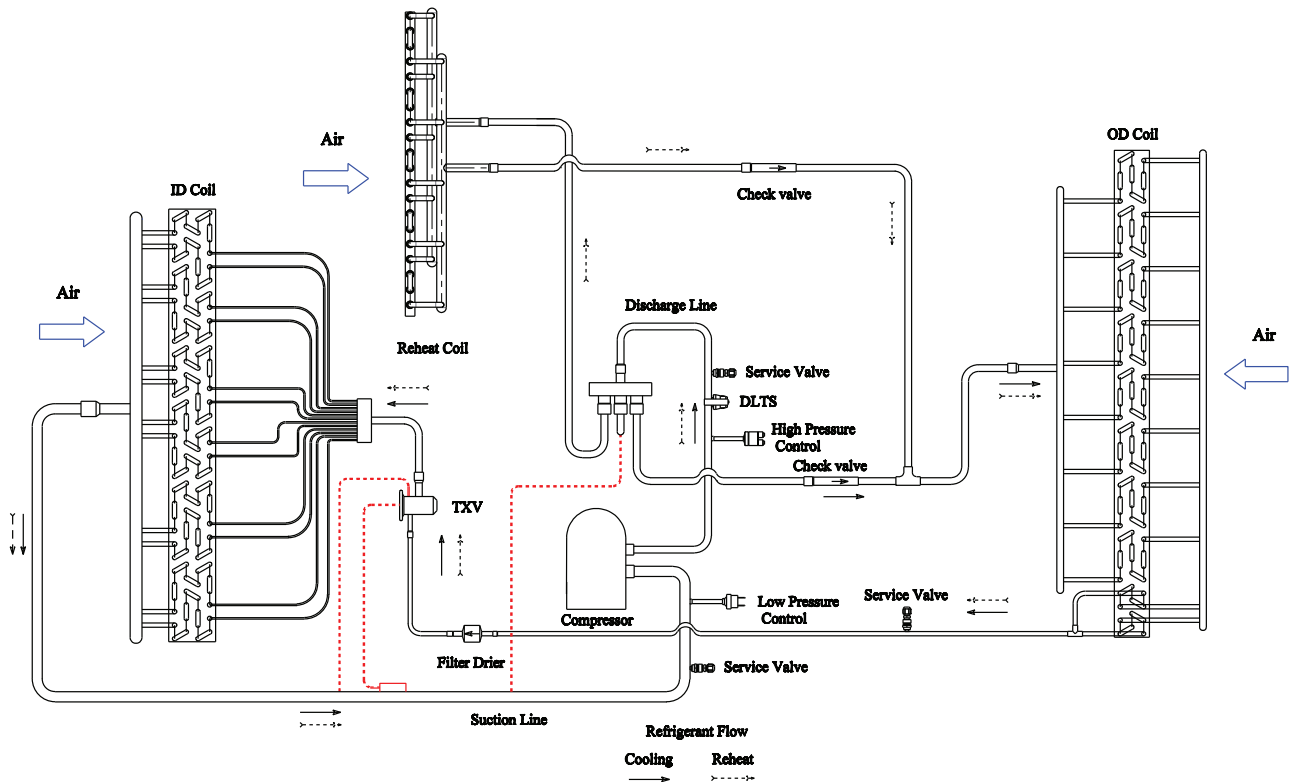 OD Coil
Air
Check valve
ID Coil
Air
Discharge Line
Air
Reheat Coil
Service Valve
DLTS
High Pressure
Control
Check valve
TXV
Service Valve
Low Pressure
Control
Compressor
Filter Drier
Service Valve
Suction Line
Refrigerant Flow
Cooling
Reheat